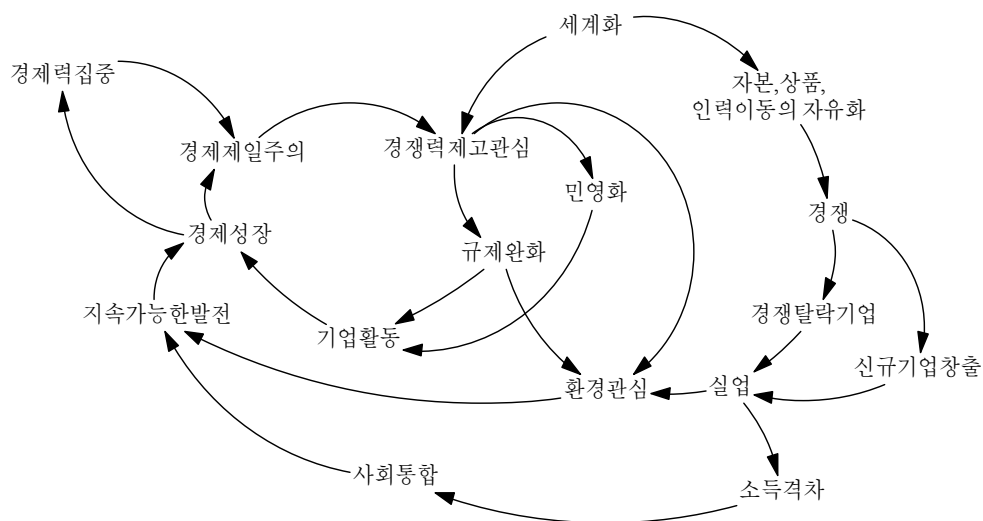 세계화
경제력집중
자본,상품,
인력이동의 자유화
경제제일주의
경쟁력제고관심
민영화
경쟁
경제성장
규제완화
지속가능한발전
경쟁탈락기업
기업활동
신규기업창출
환경관심
실업
사회통합
소득격차